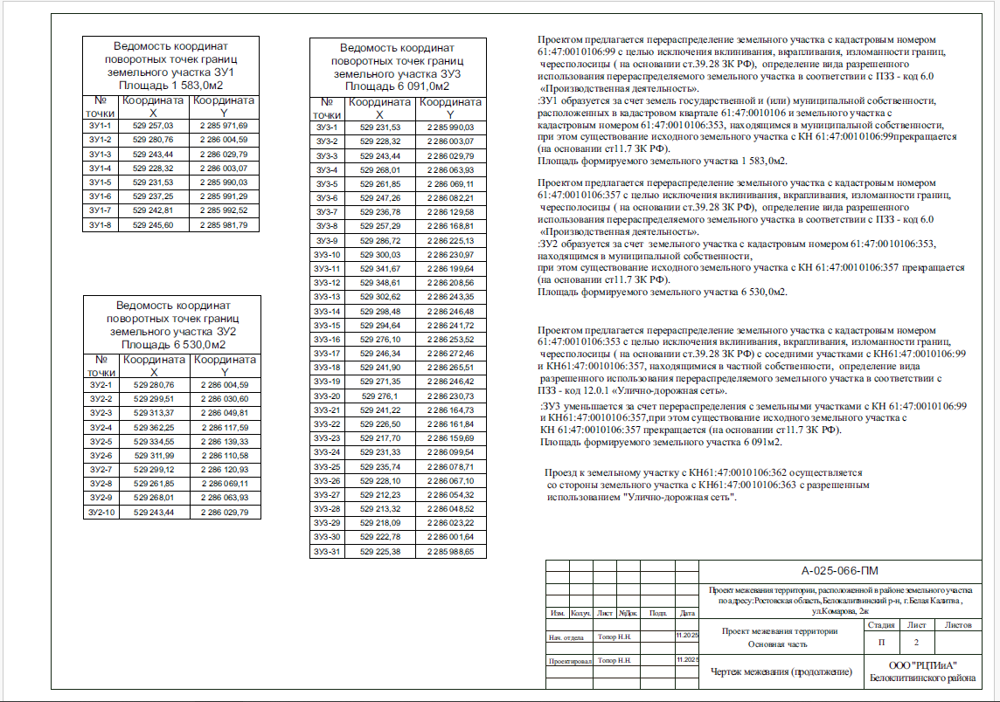 Ведомость координат
поворотных точек границ
земельного участка ЗУ1
Площадь 1 583,0м2
№ точки Координата X Координата Y
ЗУ1-1 529 257,03 2 285 971,69
ЗУ1-2 529 280,76 2 286 004,59
ЗУ1-3 529 243,44 2 286 029,79
ЗУ1-4 529 228,32 2 286 003,07
ЗУ1-5 529 231,53 2 285 990,03
ЗУ1-6 529 237,25 2 285 991,29
ЗУ1-7 529 242,81 2 285 992,52
ЗУ1-8 529 245,60 2 285 981,79
Ведомость координат
поворотных точек границ
земельного участка ЗУ2
Площадь 6 530,0м2
№ точки Координата X Координата Y
ЗУ2-1 529 280,76 2 286 004,59
ЗУ2-2 529 299,51 2 286 030,60
ЗУ2-3 529 313,37 2 286 049,81
ЗУ2-4 529 362,25 2 286 117,59
ЗУ2-5 529 334,55 2 286 139,33
ЗУ2-6 529 311,99 2 286 110,58
ЗУ2-7 529 299,12 2 286 120,93
ЗУ2-8 529 261,85 2 286 069,11
ЗУ2-9 529 268,01 2 286 063,93
ЗУ2-10 529 243,44 2 286 029,79
Ведомость координат
поворотных точек границ
земельного участка ЗУ3
Площадь 6 091,0м2
№ точки Координата X Координата Y
ЗУ3-1 529 231,53 2 285 990,03
ЗУ3-2 529 228,32 2 286 003,07
ЗУ3-3 529 243,44 2 286 029,79
ЗУ3-4 529 268,01 2 286 063,93
ЗУ3-5 529 261,85 2 286 069,11
ЗУ3-6 529 247,26 2 286 082,21
ЗУ3-7 529 236,78 2 286 129,58
ЗУ3-8 529 257,29 2 286 168,81
ЗУ3-9 529 286,72 2 286 225,13
ЗУ3-10 529 300,03 2 286 230,97
ЗУ3-11 529 341,67 2 286 199,64
ЗУ3-12 529 348,61 2 286 208,56
ЗУ3-13 529 302,62 2 286 243,35
ЗУ3-14 529 298,48 2 286 246,48
ЗУ3-15 529 294,64 2 286 241,72
ЗУ3-16 529 276,10 2 286 253,52
ЗУ3-17 529 246,34 2 286 272,46
ЗУ3-18 529 241,90 2 286 265,51
ЗУ3-19 529 271,35 2 286 246,42
ЗУ3-20 529 276,1 2 286 230,73
ЗУ3-21 529 241,22 2 286 164,73
ЗУ3-22 529 226,50 2 286 161,84
ЗУ3-23 529 217,70 2 286 159,69
ЗУ3-24 529 231,33 2 286 099,54
ЗУ3-25 529 235,74 2 286 078,71
ЗУ3-26 529 228,10 2 286 067,10
ЗУ3-27 529 212,23 2 286 054,32
ЗУ3-28 529 213,32 2 286 048,52
ЗУ3-29 529 218,09 2 286 023,22
ЗУ3-30 529 222,78 2 286 001,64
ЗУ3-31 529 225,38 2 285 988,65
Проектом предлагается перераспределение земельного участка с кадастровым номером
61:47:0010106:99 с целью исключения вклинивания, вкрапливания, изломанности границ,
чересполосицы ( на основании ст.39.28 ЗК РФ), определение вида разрешенного
использования перераспределяемого земельного участка в соответствии с ПЗЗ - код 6.0
«Производственная деятельность».
:ЗУ1 образуется за счет земель государственной и (или) муниципальной собственности,
расположенных в кадастровом квартале 61:47:0010106 и земельного участка с
кадастровым номером 61:47:0010106:353, находящимся в муниципальной собственности,
при этом существование исходного земельного участка с КН 61:47:0010106:99прекращается
(на основании ст11.7 ЗК РФ).
Площадь формируемого земельного участка 1 583,0м2.
Проектом предлагается перераспределение земельного участка с кадастровым номером
61:47:0010106:357 с целью исключения вклинивания, вкрапливания, изломанности границ,
чересполосицы ( на основании ст.39.28 ЗК РФ), определение вида разрешенного
использования перераспределяемого земельного участка в соответствии с ПЗЗ - код 6.0
«Производственная деятельность».
:ЗУ2 образуется за счет земельного участка с кадастровым номером 61:47:0010106:353,
находящимся в муниципальной собственности,
при этом существование исходного земельного участка с КН 61:47:0010106:357 прекращается
(на основании ст11.7 ЗК РФ).
Площадь формируемого земельного участка 6 530,0м2.
Проектом предлагается перераспределение земельного участка с кадастровым номером
61:47:0010106:353 с целью исключения вклинивания, вкрапливания, изломанности границ,
чересполосицы ( на основании ст.39.28 ЗК РФ) с соседними участками с КН61:47:0010106:99
и КН61:47:0010106:357, находящимися в частной собственности, определение вида
разрешенного использования перераспределяемого земельного участка в соответствии с
ПЗЗ - код 12.0.1 «Улично-дорожная сеть».
:ЗУ3 уменьшается за счет перераспределения с земельными участками с КН 61:47:0010106:99
и КН61:47:0010106:357,при этом существование исходного земельного участка с
КН 61:47:0010106:357 прекращается (на основании ст11.7 ЗК РФ).
Площадь формируемого земельного участка 6 091м2.
Проезд к земельному участку с КН61:47:0010106:362 осуществляется
со стороны земельного участка с КН61:47:0010106:363 с разрешенным
использованием "Улично-дорожная сеть".
А-025-066-ПМ
Проект межевания территории, расположенной в районе земельного участка
по адресу:Ростовская область,Белокалитвинский р-н, г.Белая Калитва ,
ул.Комарова, 2ж
Изм. Колуч. Лист №Док. Подп. Дата
Нач. отдела Топор Н.Н. 11.2025
Проектировал Топор Н.Н. 11.2025
Проект межевания территории
Основная часть
Стадия Лист Листов
П 2
Чертеж межевания (продолжение)
ООО "РЦТИиА"
Белоклитвинского района